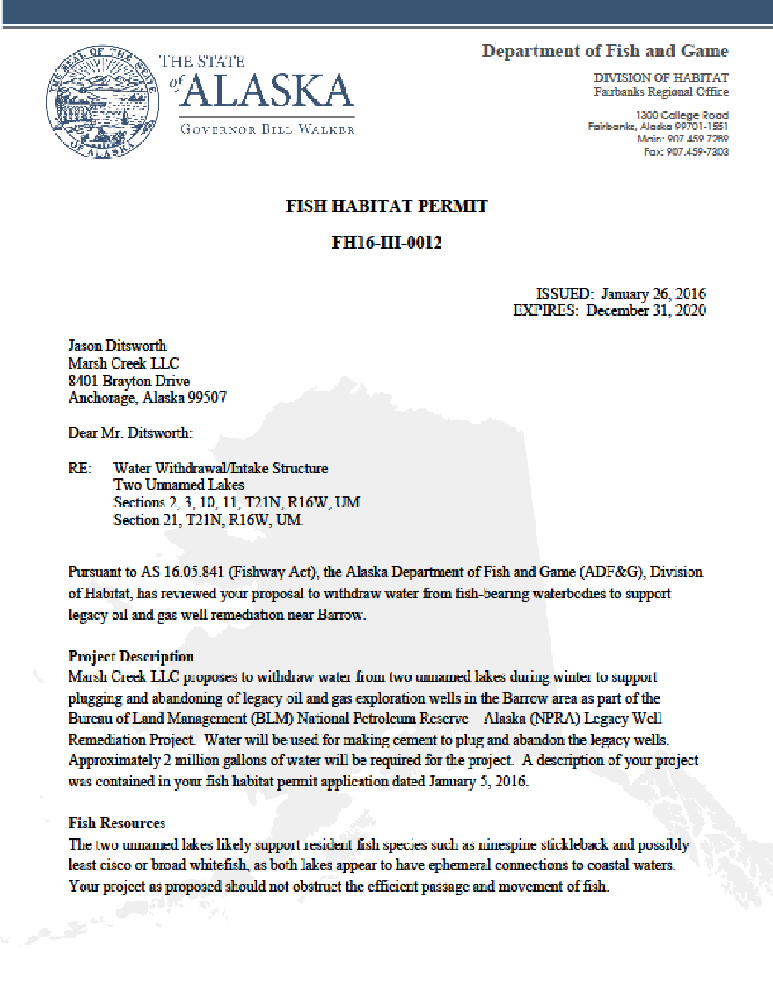 THE SEAL OF THE STATE
OF ALASKA
THE STATE
of ALASKA
GOVERNOR BILL WALKER
Department of Fish and Game
DIVISION OF HABITAT
Fairbanks Regional Office
1300 College Road
Fairbanks, Alaska 99701-1551
Main: 907.459.7289
Fax: 907.459-7303
FISH HABITAT PERMIT
FH16-III-0012
ISSUED: January 26, 2016
EXPIRES: December 31, 2020
Jason Ditsworth
Marsh Creek LLC
8401 Brayton Drive
Anchorage, Alaska 99507
Dear Mr. Ditsworth:
RE: Water Withdrawal/Intake Structure
Two Unnamed Lakes
Sections 2, 3, 10, 11, T21N, R16W, UM.
Section 21, T21N, R16W, UM.
Pursuant to AS 16.05.841 (Fishway Act), the Alaska Department of Fish and Game (ADF&G), Division
of Habitat, has reviewed your proposal to withdraw water from fish-bearing waterbodies to support
legacy oil and gas well remediation near Barrow.
Project Description
Marsh Creek LLC proposes to withdraw water from two unnamed lakes during winter to support
plugging and abandoning of legacy oil and gas exploration wells in the Barrow area as part of the
Bureau of Land Management (BLM) National Petroleum Reserve – Alaska (NPRA) Legacy Well
Remediation Project. Water will be used for making cement to plug and abandon the legacy wells.
Approximately 2 million gallons of water will be required for the project. A description of your project
was contained in your fish habitat permit application dated January 5, 2016.
Fish Resources
The two unnamed lakes likely support resident fish species such as ninespine stickleback and possibly
least cisco or broad whitefish, as both lakes appear to have ephemeral connections to coastal waters.
Your project as proposed should not obstruct the efficient passage and movement of fish.